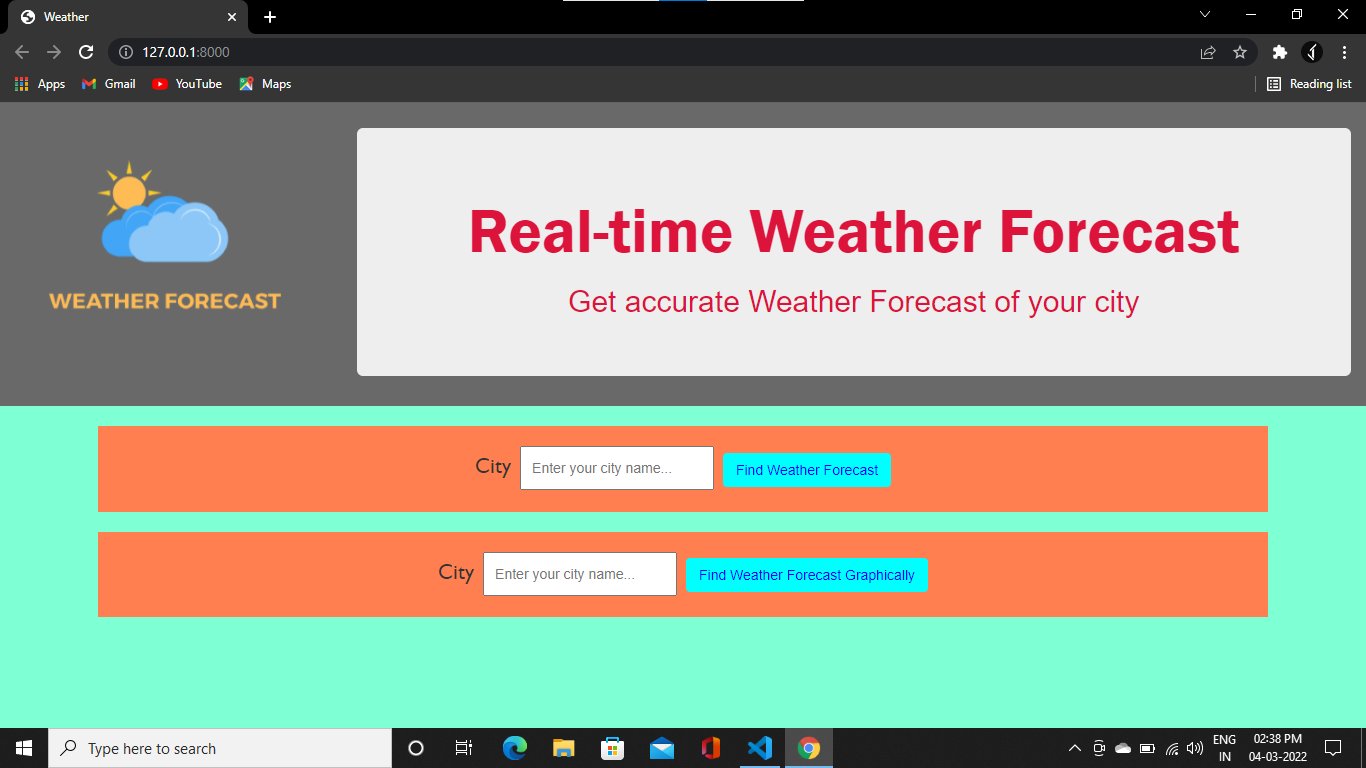 Weather
127.0.0.1:8000
Apps Gmail YouTube Maps Reading list
WEATHER FORECAST
Real-time Weather Forecast
Get accurate Weather Forecast of your city
City Enter your city name... Find Weather Forecast
City Enter your city name... Find Weather Forecast Graphically
Type here to search
ENG 02:38 PM
IN 04-03-2022